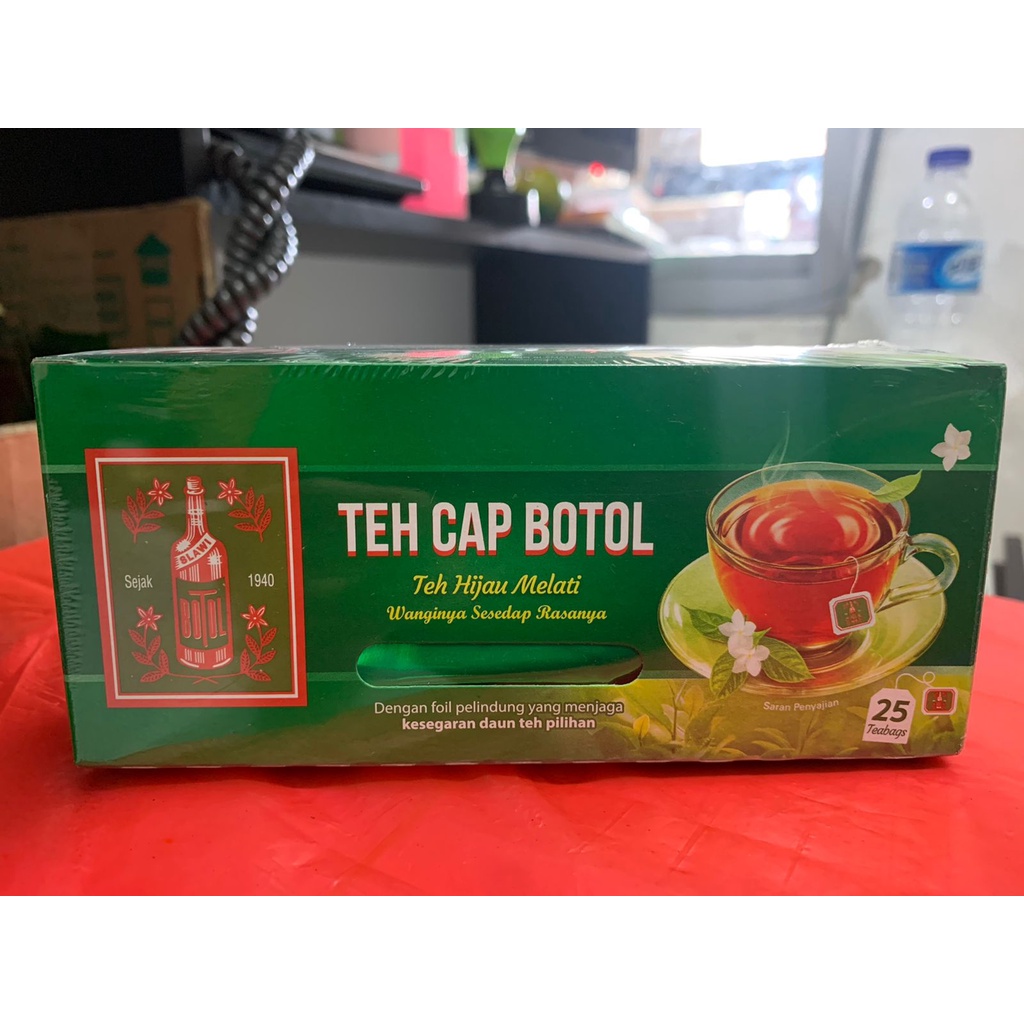 SLAWI
Sejak
1940
BOTOL
TEH CAP BOTOL
Teh Hijau Melati
Wanginya Sesedap Rasanya
Dengan foil pelindung yang menjaga
kesegaran daun teh pilihan
Saran Penyajian
25
Teabags